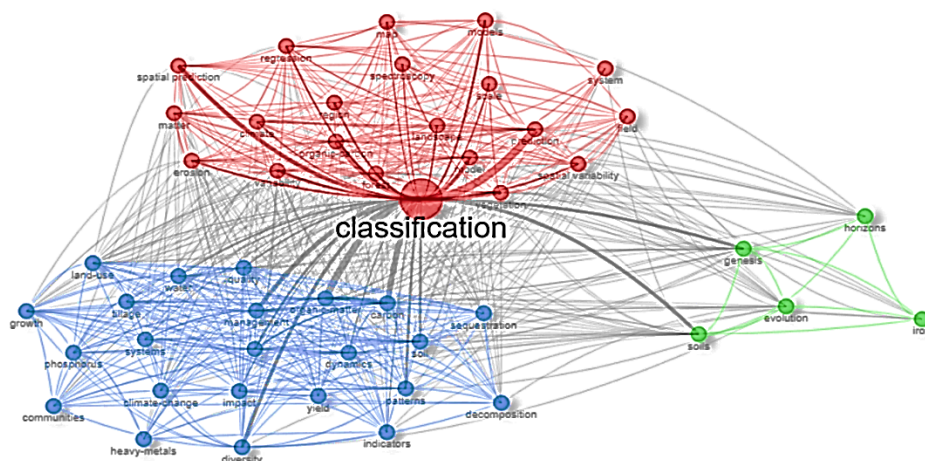 map
models
regression
spatial prediction
spectroscopy
system
scale
region
matter
climate
landscape
prediction
field
organic-carbon
model
erosion
variability
forest
spatial variability
vegetation
classification
horizons
genesis
land-use
water
quality
growth
tillage
management
organic-matter
carbon
sequestration
evolution
iro
soils
systems
soil
phosphorus
dynamics
climate-change
impact
yield
patterns
communities
decomposition
heavy-metals
diversity
indicators